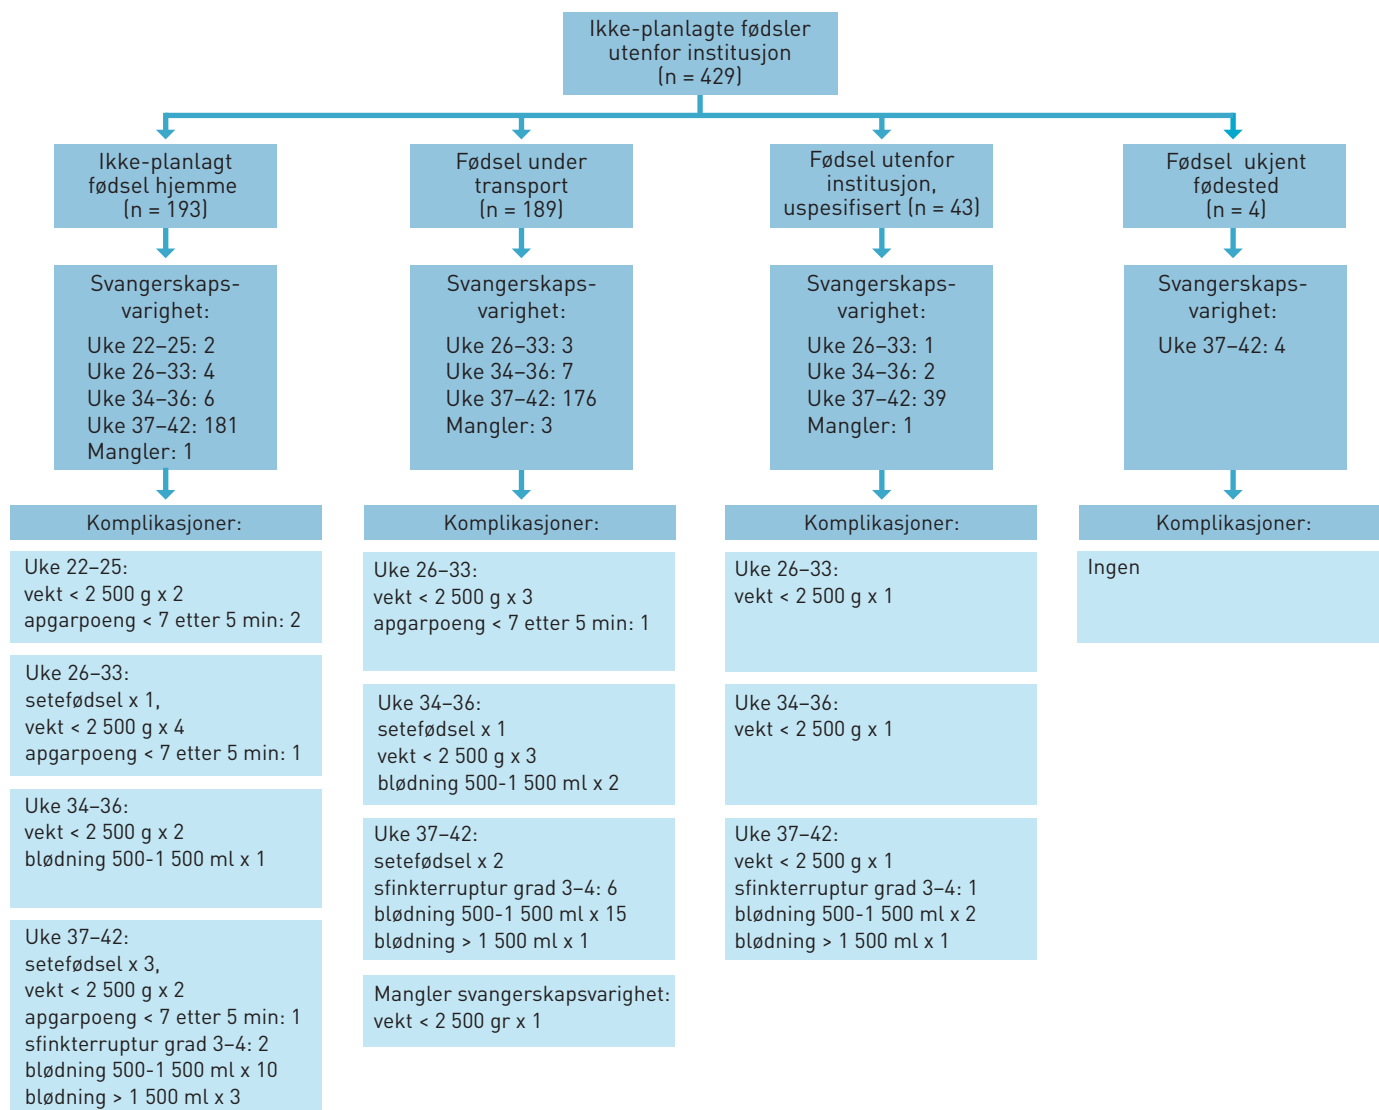 Ikke-planlagte fødsler
utenfor institusjon
(n = 429)
Ikke-planlagt
fødsel hjemme
(n = 193)
Fødsel under
transport
(n = 189)
Fødsel utenfor
institusjon,
uspesifisert (n = 43)
Fødsel ukjent
fødested
(n = 4)
Svangerskaps-
varighet:
Uke 22–25: 2
Uke 26–33: 4
Uke 34–36: 6
Uke 37–42: 181
Mangler: 1
Svangerskaps-
varighet:
Uke 26–33: 3
Uke 34–36: 7
Uke 37–42: 176
Mangler: 3
Svangerskaps-
varighet:
Uke 26–33: 1
Uke 34–36: 2
Uke 37–42: 39
Mangler: 1
Svangerskaps-
varighet:
Uke 37–42: 4
Komplikasjoner:
Uke 22–25:
vekt < 2 500 g x 2
apgarpoeng < 7 etter 5 min: 2
Uke 26–33:
setefødsel x 1,
vekt < 2 500 g x 4
apgarpoeng < 7 etter 5 min: 1
Uke 34–36:
vekt < 2 500 g x 2
blødning 500-1 500 ml x 1
Uke 37–42:
setefødsel x 3,
vekt < 2 500 g x 2
apgarpoeng < 7 etter 5 min: 1
sfinkterruptur grad 3–4: 2
blødning 500-1 500 ml x 10
blødning > 1 500 ml x 3
Komplikasjoner:
Uke 26–33:
vekt < 2 500 g x 3
apgarpoeng < 7 etter 5 min: 1
Uke 34–36:
setefødsel x 1
vekt < 2 500 g x 3
blødning 500-1 500 ml x 2
Uke 37–42:
setefødsel x 2
sfinkterruptur grad 3–4: 6
blødning 500-1 500 ml x 15
blødning > 1 500 ml x 1
Mangler svangerskapsvarighet:
vekt < 2 500 gr x 1
Komplikasjoner:
Uke 26–33:
vekt < 2 500 g x 1
Uke 34–36:
vekt < 2 500 g x 1
Uke 37–42:
vekt < 2 500 g x 1
sfinkterruptur grad 3–4: 1
blødning 500-1 500 ml x 2
blødning > 1 500 ml x 1
Komplikasjoner:
Ingen